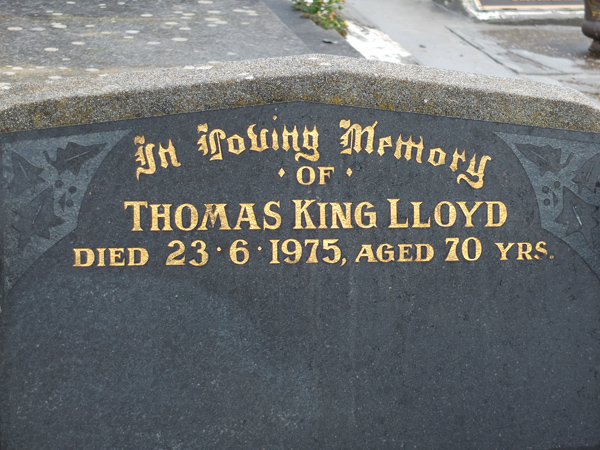 In Loving Memory
· OF ·
THOMAS KING LLOYD
DIED 23·6·1975, AGED 70 YRS.